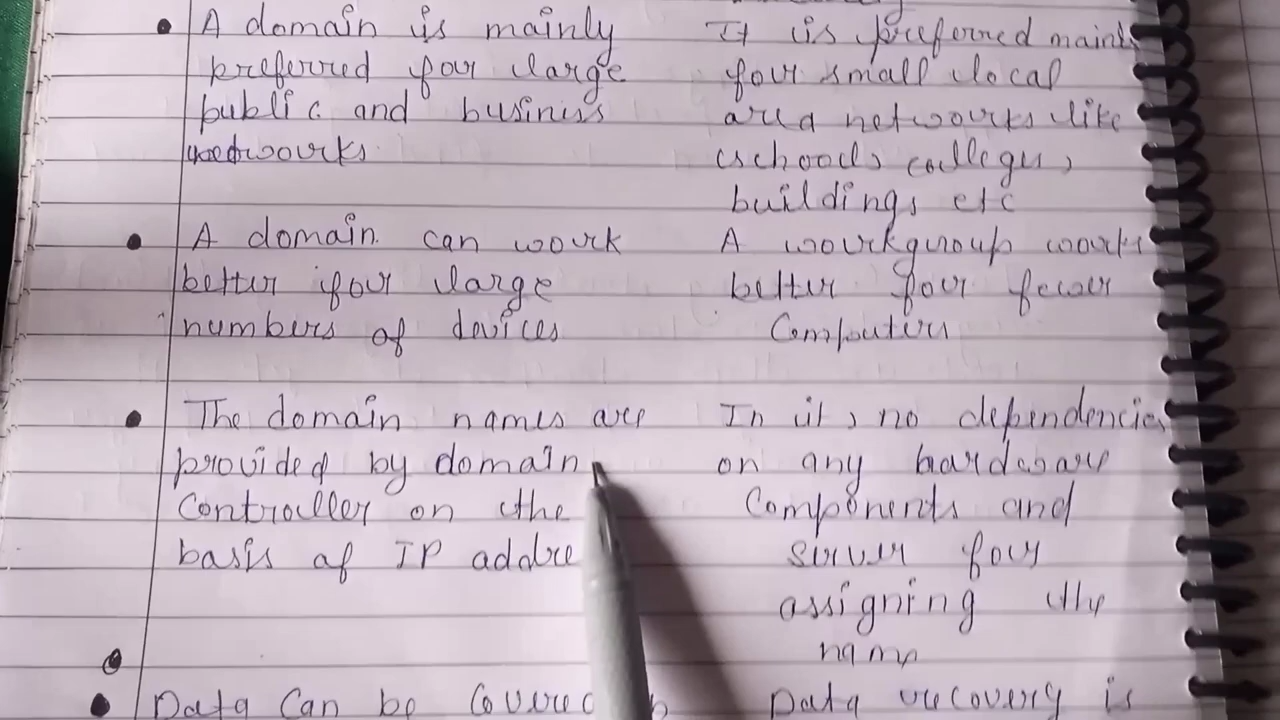 A domain is mainly
preferred for large
public and businiss
networks.
A domain can work
better for large
numbers of devices
The domain names are
provided by domain
controller on the
basis of IP addre
Data can be
It is preferred mainly
for small local
area networks like
schools, colleges,
buildings etc
A workgroup works
better for fewer
Computers
In it, no dependencies
on any hardware
components and
server for
assigning the
name
Data recovery is